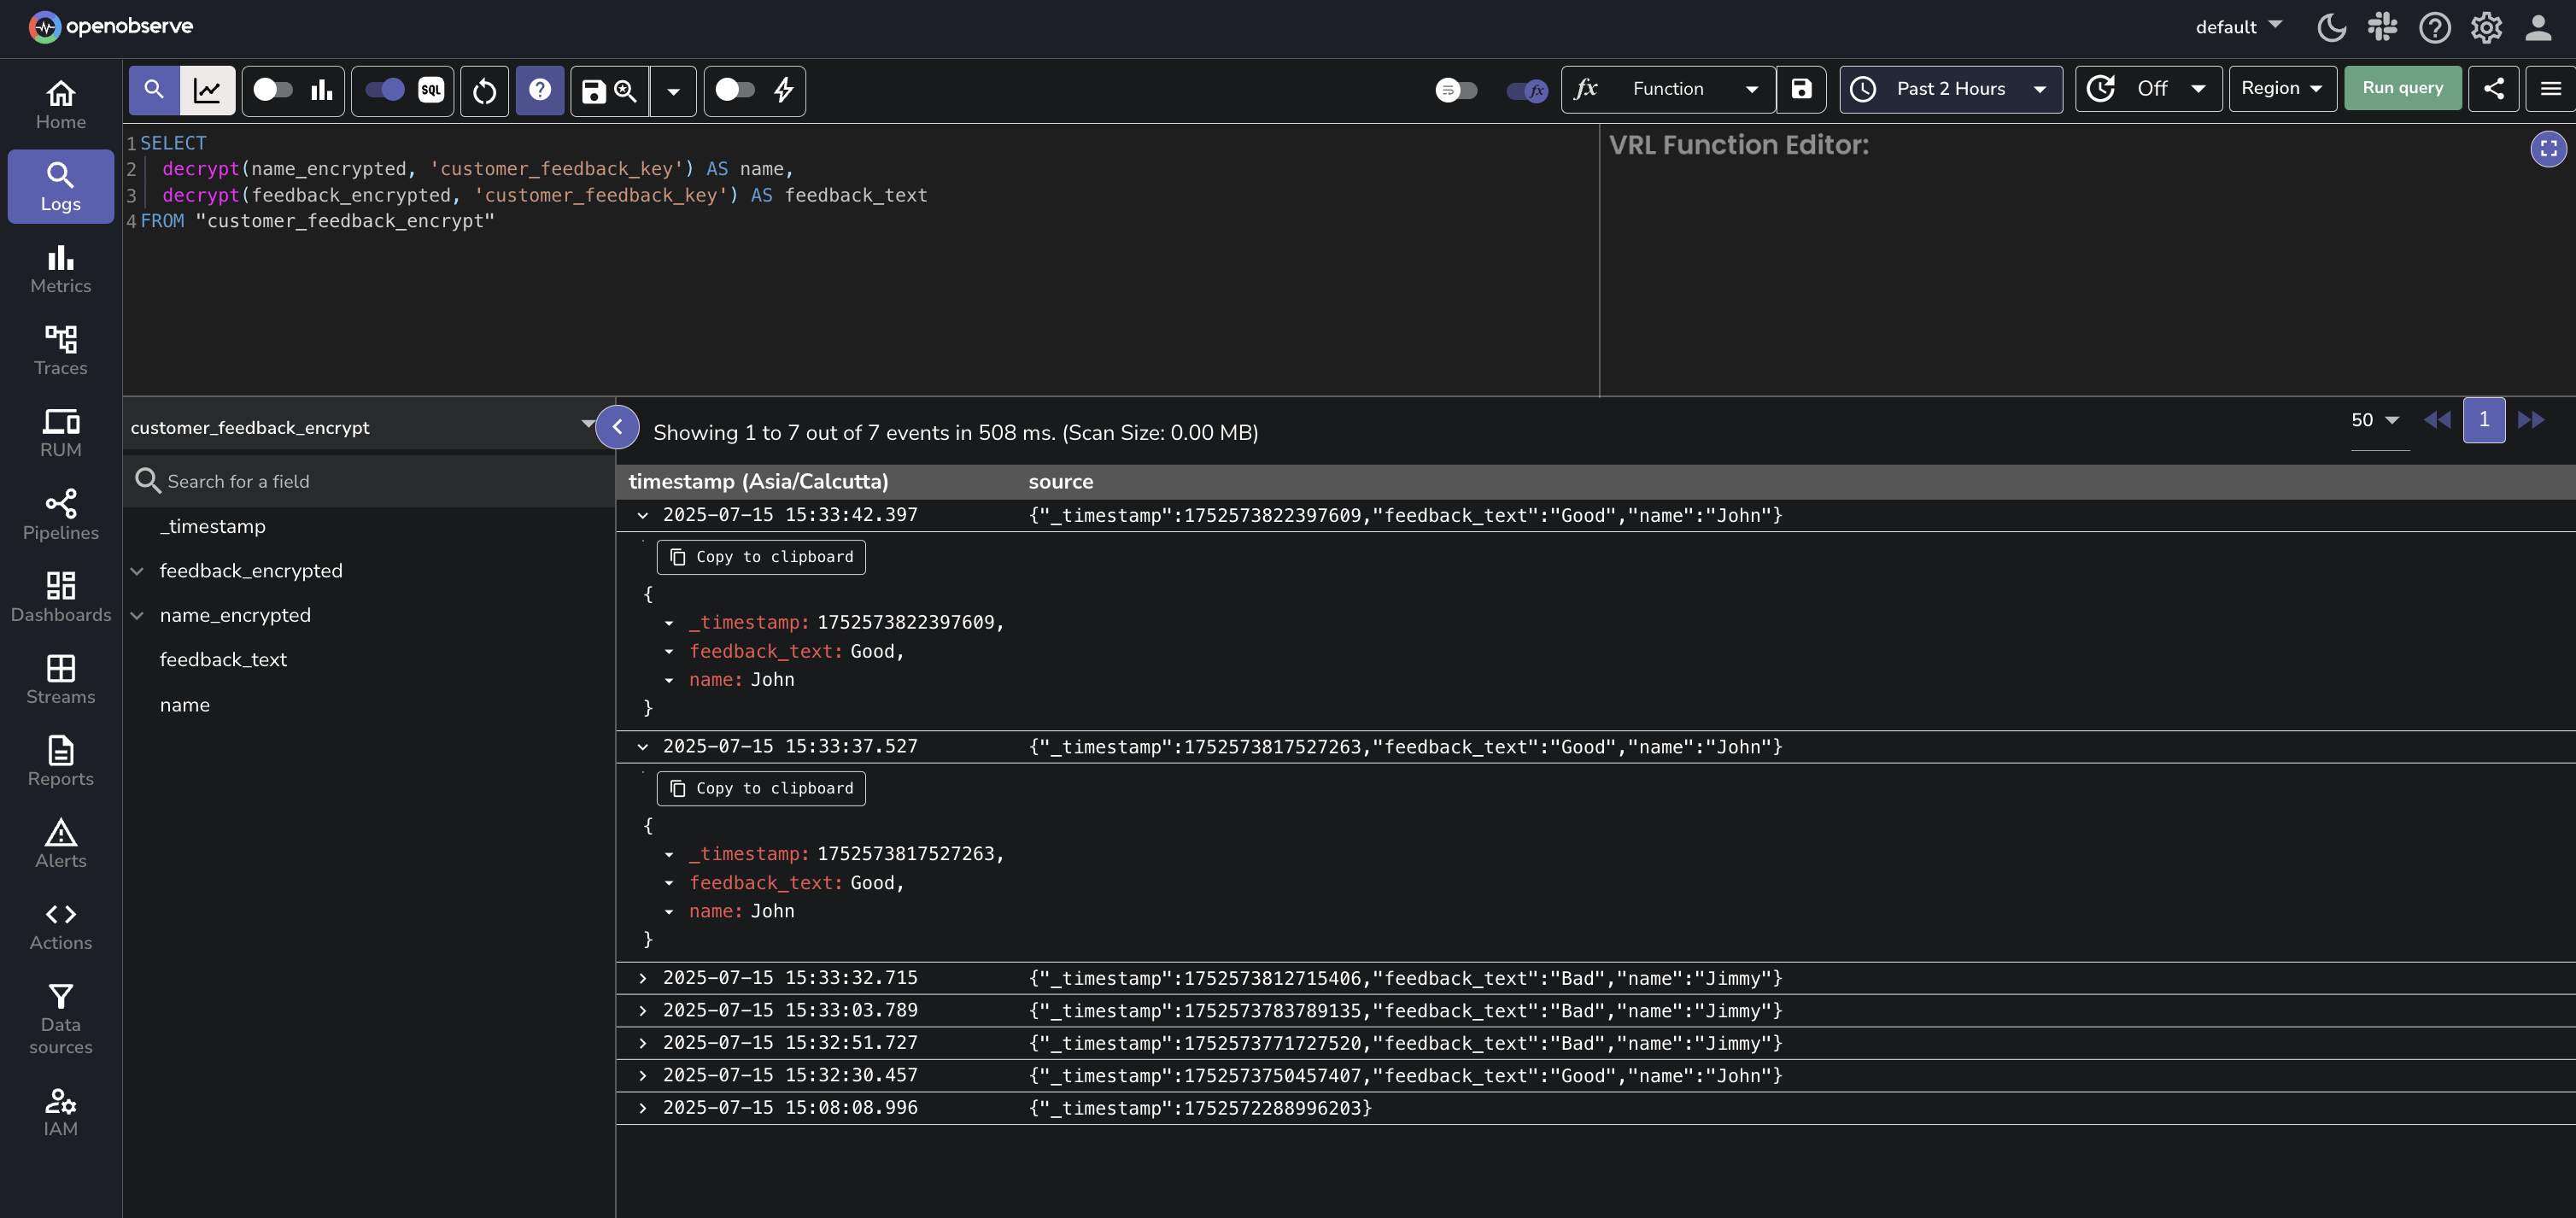 openobserve
default
Home
Logs
Metrics
Traces
RUM
Pipelines
Dashboards
Streams
Reports
Alerts
Actions
Data
sources
IAM
SQL
fx
fx
Function
Past 2 Hours
Off
Region
Run query
1 SELECT
2 decrypt(name_encrypted, 'customer_feedback_key') AS name,
3 decrypt(feedback_encrypted, 'customer_feedback_key') AS feedback_text
4 FROM "customer_feedback_encrypt"
VRL Function Editor:
customer_feedback_encrypt
Search for a field
_timestamp
feedback_encrypted
name_encrypted
feedback_text
name
Showing 1 to 7 out of 7 events in 508 ms. (Scan Size: 0.00 MB)
50
1
timestamp (Asia/Calcutta) source
2025-07-15 15:33:42.397 {"_timestamp":1752573822397609,"feedback_text":"Good","name":"John"}
Copy to clipboard
{
_timestamp: 1752573822397609,
feedback_text: Good,
name: John
}
2025-07-15 15:33:37.527 {"_timestamp":1752573817527263,"feedback_text":"Good","name":"John"}
Copy to clipboard
{
_timestamp: 1752573817527263,
feedback_text: Good,
name: John
}
2025-07-15 15:33:32.715 {"_timestamp":1752573812715406,"feedback_text":"Bad","name":"Jimmy"}
2025-07-15 15:33:03.789 {"_timestamp":1752573783789135,"feedback_text":"Bad","name":"Jimmy"}
2025-07-15 15:32:51.727 {"_timestamp":1752573771727520,"feedback_text":"Bad","name":"Jimmy"}
2025-07-15 15:32:30.457 {"_timestamp":1752573750457407,"feedback_text":"Good","name":"John"}
2025-07-15 15:08:08.996 {"_timestamp":1752572288996203}